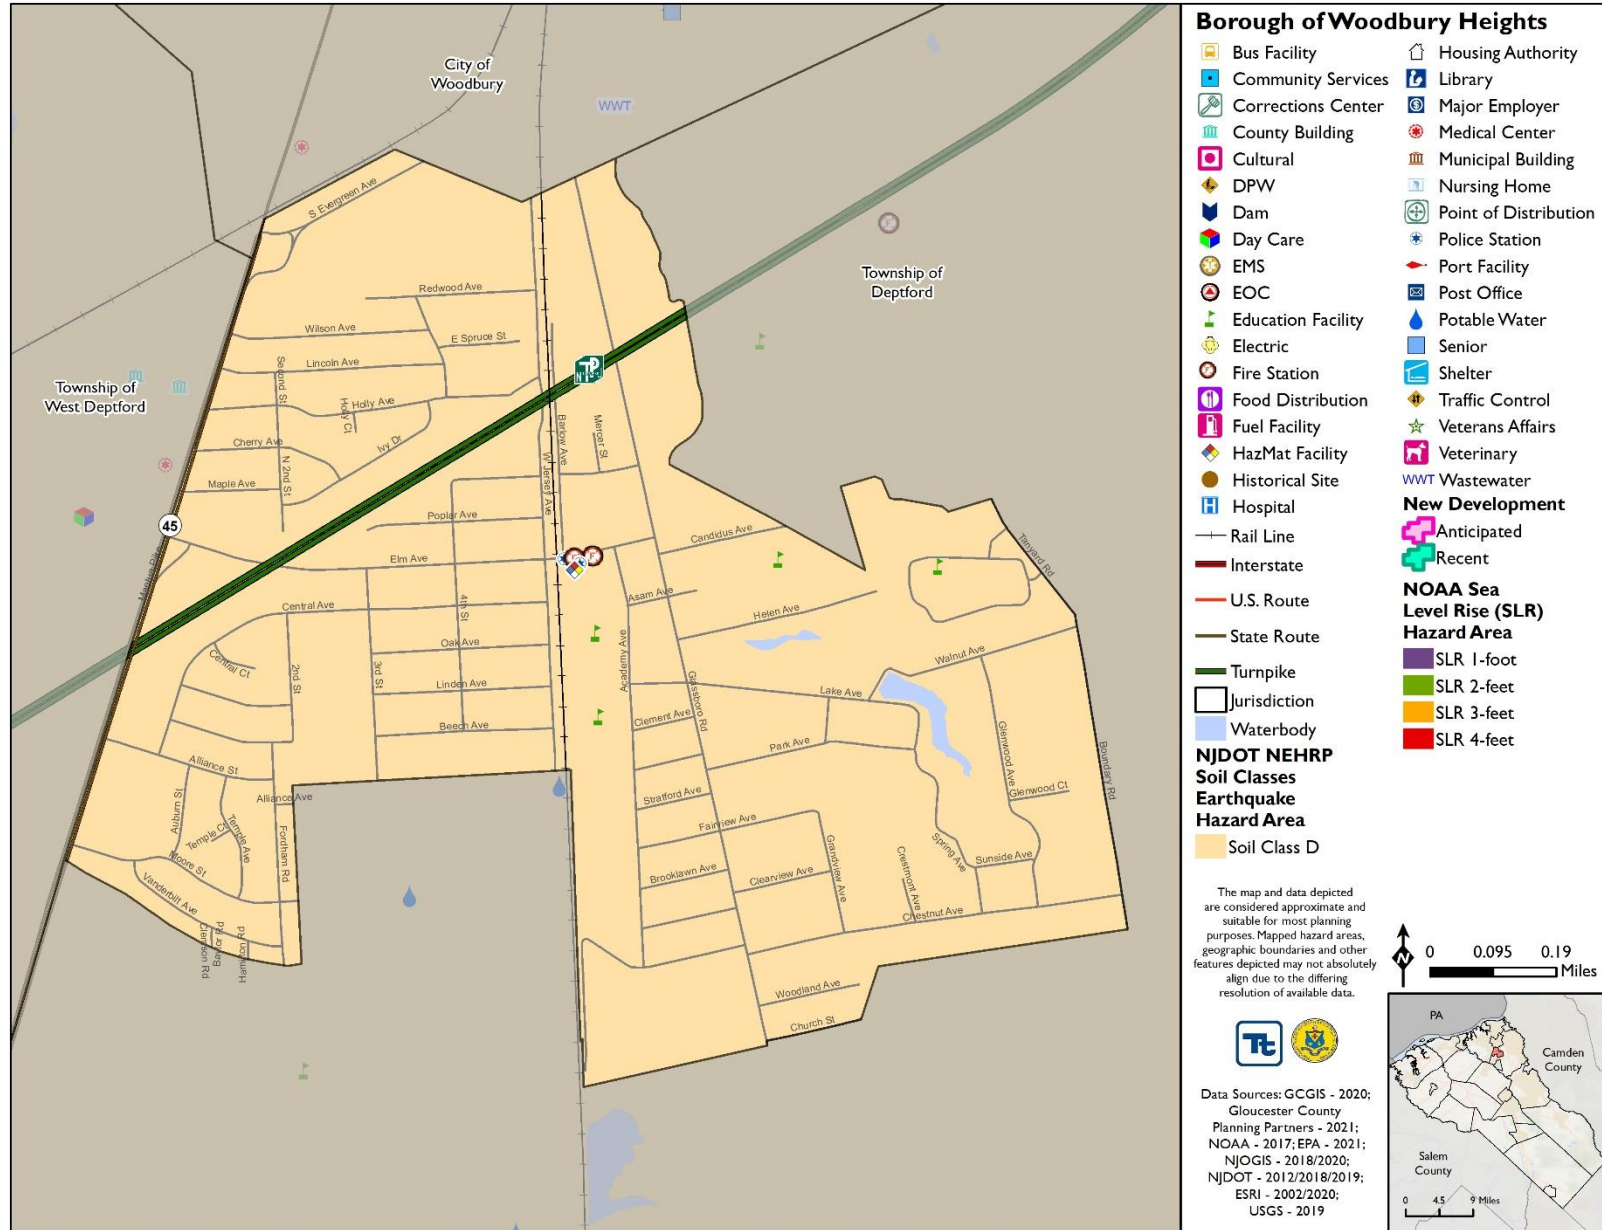 City of
Woodbury
WWT
Township of
Deptford
Township of
West Deptford
S Evergreen Ave
Redwood Ave
Wilson Ave
E Spruce St
Lincoln Ave
Second St
Holly Ave
Holly Ct
Ivy Dr
Cherry Ave
N 2nd St
Maple Ave
Barlow Ave
Mercer St
W Jersey Ave
45
Mantua Pike
Poplar Ave
Elm Ave
Candidus Ave
Tanyard Rd
Asam Ave
Helen Ave
Central Ave
4th St
Oak Ave
Central Ct
2nd St
3rd St
Linden Ave
Beech Ave
Academy Ave
Glassboro Rd
Walnut Ave
Lake Ave
Clement Ave
Park Ave
Glenwood Ave
Boundary Rd
Glenwood Ct
Alliance St
Alliance Ave
Auburn St
Temple Ct
Temple Ave
Moore St
Fordham Rd
Vanderbilt Ave
Clemson Rd
Baylor Rd
Stratford Ave
Fairview Ave
Grandview Ave
Brooklawn Ave
Clearview Ave
Crestmont Ave
Spring Ave
Sunside Ave
Chestnut Ave
Woodland Ave
Church St
Borough of Woodbury Heights
Bus Facility
Community Services
Corrections Center
County Building
Cultural
DPW
Dam
Day Care
EMS
EOC
Education Facility
Electric
Fire Station
Food Distribution
Fuel Facility
HazMat Facility
Historical Site
Hospital
Rail Line
Interstate
U.S. Route
State Route
Turnpike
Jurisdiction
Waterbody
NJDOT NEHRP
Soil Classes
Earthquake
Hazard Area
Soil Class D
Housing Authority
Library
Major Employer
Medical Center
Municipal Building
Nursing Home
Point of Distribution
Police Station
Port Facility
Post Office
Potable Water
Senior
Shelter
Traffic Control
Veterans Affairs
Veterinary
WWT Wastewater
New Development
Anticipated
Recent
NOAA Sea
Level Rise (SLR)
Hazard Area
SLR 1-foot
SLR 2-feet
SLR 3-feet
SLR 4-feet
The map and data depicted
are considered approximate and
suitable for most planning
purposes. Mapped hazard areas,
geographic boundaries and other
features depicted may not absolutely
align due to the differing
resolution of available data.
N
0 0.095 0.19
Miles
Tt
Data Sources: GCGIS - 2020;
Gloucester County
Planning Partners - 2021;
NOAA - 2017; EPA - 2021;
NJOGIS - 2018/2020;
NJDOT - 2012/2018/2019;
ESRI - 2002/2020;
USGS - 2019
PA
Camden
County
Salem
County
0 4.5 9 Miles